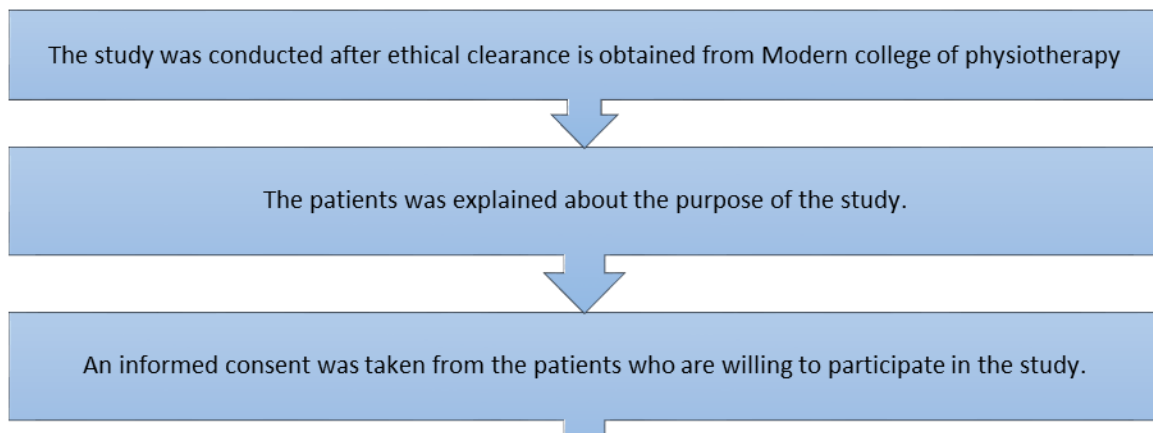 The study was conducted after ethical clearance is obtained from Modern college of physiotherapy
The patients was explained about the purpose of the study.
An informed consent was taken from the patients who are willing to participate in the study.